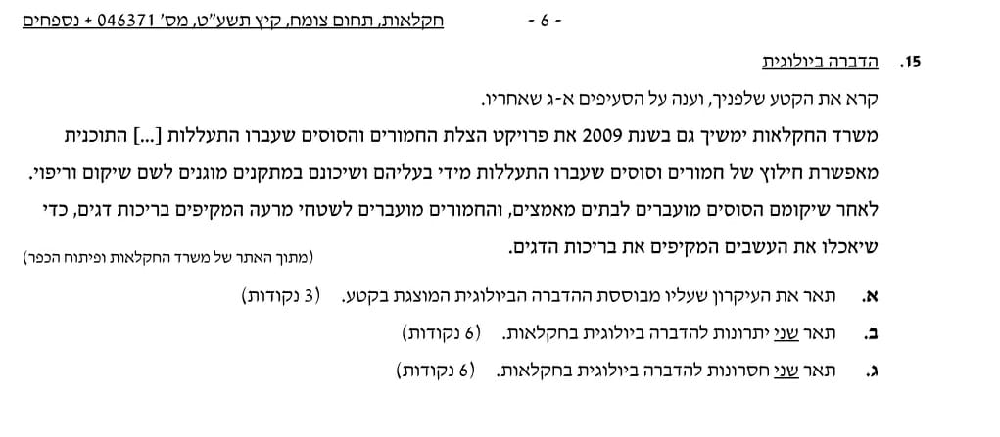 חקלאות, תחום צומח, קיץ תשע"ט, מס' 046371 + נספחים - 6 -
15. הדברה ביולוגית
קרא את הקטע שלפניך, וענה על הסעיפים א-ג שאחריו.
משרד החקלאות ימשיך גם בשנת 2009 את פרויקט הצלת החמורים והסוסים שעברו התעללות [...] התוכנית
מאפשרת חילוץ של חמורים וסוסים שעברו התעללות מידי בעליהם ושיכונם במתקנים מוגנים לשם שיקום וריפוי.
לאחר שיקומם הסוסים מועברים לבתים מאמצים, והחמורים מועברים לשטחי מרעה המקיפים בריכות דגים, כדי
שיאכלו את העשבים המקיפים את בריכות הדגים. (מתוך האתר של משרד החקלאות ופיתוח הכפר)
א. תאר את העיקרון שעליו מבוססת ההדברה הביולוגית המוצגת בקטע. (3 נקודות)
ב. תאר שני יתרונות להדברה ביולוגית בחקלאות. (6 נקודות)
ג. תאר שני חסרונות להדברה ביולוגית בחקלאות. (6 נקודות)